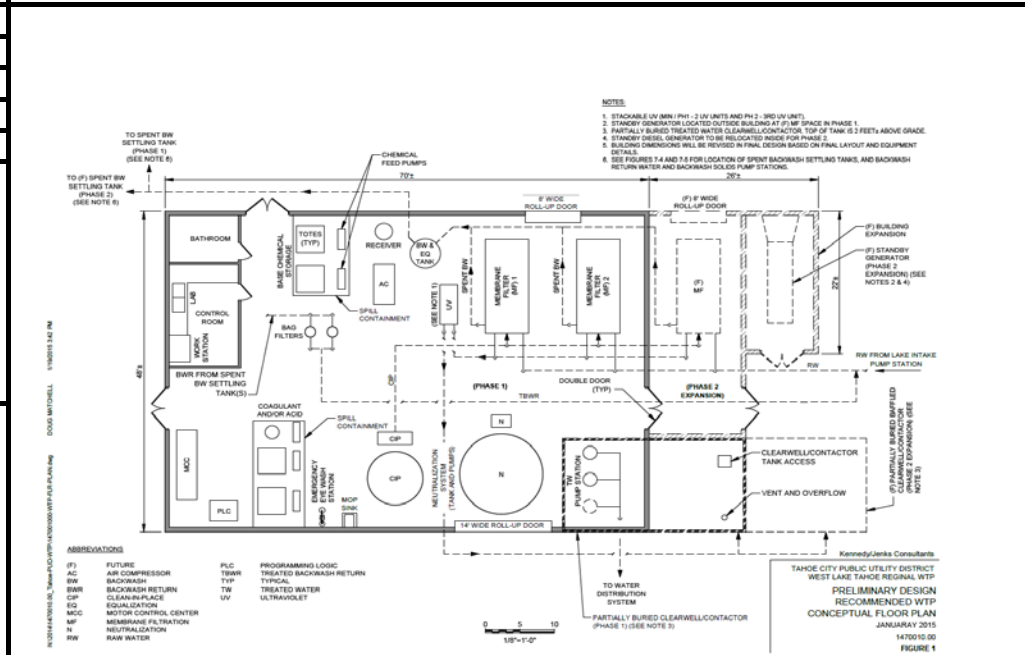 NOTES:
1. STACKABLE UV (MIN / PH1 - 2 UV UNITS AND PH 2 - 3RD UV UNIT).
2. STANDBY GENERATOR LOCATED OUTSIDE BUILDING AT (F) MF SPACE IN PHASE 1.
3. PARTIALLY BURIED TREATED WATER CLEARWELL/CONTACTOR, TOP OF TANK IS 2 FEET± ABOVE GRADE.
4. STANDBY DIESEL GENERATOR TO BE RELOCATED INSIDE FOR PHASE 2.
5. BUILDING DIMENSIONS WILL BE REVISED IN FINAL DESIGN BASED ON FINAL LAYOUT AND EQUIPMENT
DETAILS.
6. SEE FIGURES 7-4 AND 7-5 FOR LOCATION OF SPENT BACKWASH SETTLING TANKS, AND BACKWASH
RETURN WATER AND BACKWASH SOLIDS PUMP STATIONS.
TO SPENT BW
SETTLING TANK
(PHASE 1)
(SEE NOTE 6)
TO (F) SPENT BW
SETTLING TANK
(PHASE 2)
(SEE NOTE 6)
CHEMICAL
FEED PUMPS
70'±
26'±
8' WIDE
ROLL-UP DOOR
(F) 8' WIDE
ROLL-UP DOOR
BATHROOM
BASE CHEMICAL
STORAGE
TOTES
(TYP)
RECEIVER
BW &
EQ
TANK
AC
SPILL
CONTAINMENT
(SEE NOTE 1)
UV
SPENT BW
MEMBRANE
FILTER
(MF) 1
SPENT BW
MEMBRANE
FILTER
(MF) 2
(F)
MF
(F) BUILDING
EXPANSION
(F) STANDBY
GENERATOR
(PHASE 2
EXPANSION) (SEE
NOTES 2 & 4)
22'±
LAB
CONTROL
ROOM
WORK
STATION
BAG
FILTERS
48'±
BWR FROM SPENT
BW SETTLING
TANK(S)
CIP
(PHASE 1)
TBWR
DOUBLE DOOR
(TYP)
(PHASE 2
EXPANSION)
RW
RW FROM LAKE INTAKE
PUMP STATION
COAGULANT
AND/OR ACID
SPILL
CONTAINMENT
MCC
PLC
EMERGENCY
EYE WASH
STATION
MOP
SINK
CIP
CIP
NEUTRALIZATION
SYSTEM
(TANK AND PUMPS)
N
N
14' WIDE ROLL-UP DOOR
TW
PUMP STATION
CLEARWELL/CONTACTOR
TANK ACCESS
VENT AND OVERFLOW
(F) PARTIALLY BURIED BAFFLED
CLEARWELL/CONTACTOR
(PHASE 2 EXPANSION) (SEE
NOTE 3)
TO WATER
DISTRIBUTION
SYSTEM
PARTIALLY BURIED CLEARWELL/CONTACTOR
(PHASE 1) (SEE NOTE 3)
ABBREVIATIONS
(F) FUTURE
AC AIR COMPRESSOR
BW BACKWASH
BWR BACKWASH RETURN
CIP CLEAN-IN-PLACE
EQ EQUALIZATION
MCC MOTOR CONTROL CENTER
MF MEMBRANE FILTRATION
N NEUTRALIZATION
RW RAW WATER
PLC PROGRAMMING LOGIC
TBWR TREATED BACKWASH RETURN
TYP TYPICAL
TW TREATED WATER
UV ULTRAVIOLET
0 5 10
1/8"=1'-0"
Kennedy/Jenks Consultants
TAHOE CITY PUBLIC UTILITY DISTRICT
WEST LAKE TAHOE REGINAL WTP
PRELIMINARY DESIGN
RECOMMENDED WTP
CONCEPTUAL FLOOR PLAN
JANUARAY 2015
1470010.00
FIGURE 1
DOUG MATCHELL 1/19/2015 3:42 PM